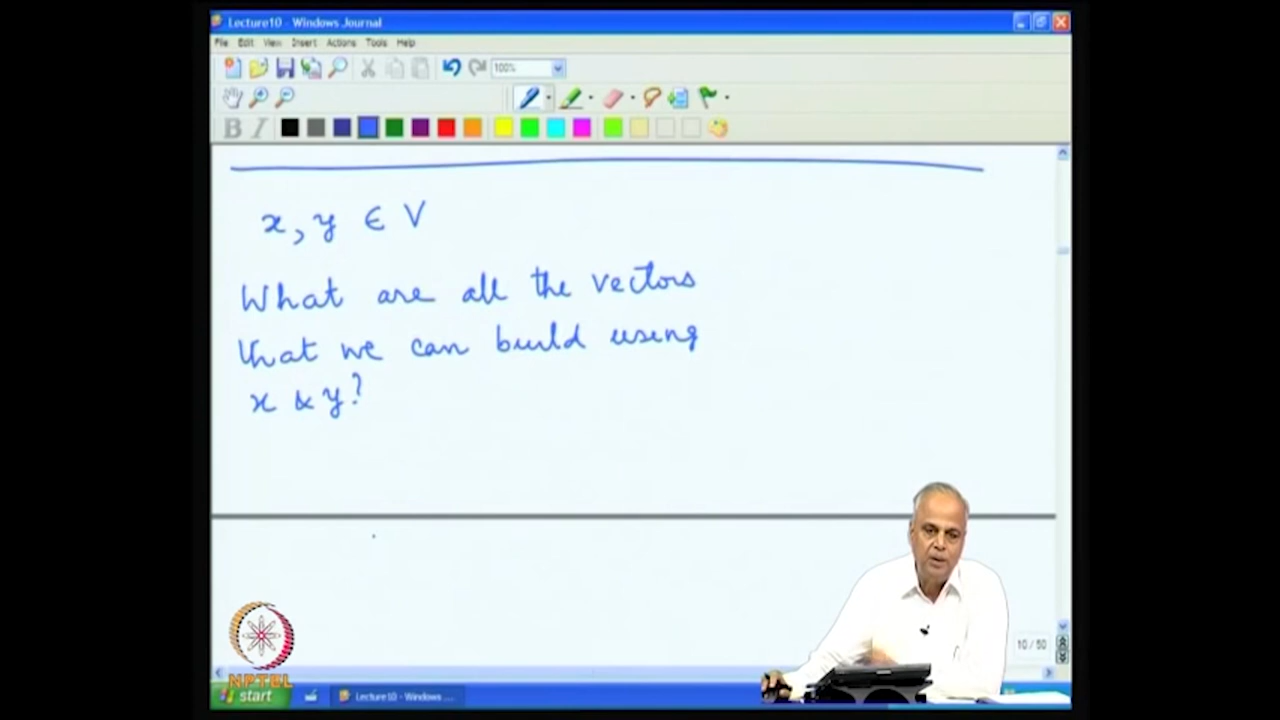 Lecture10 - Windows Journal
File Edit View Insert Actions Tools Help
100%
B I
x, y ∈ V
What are all the vectors
that we can build using
x & y?
10 / 50
NPTEL
start Lecture10 - Windows ...